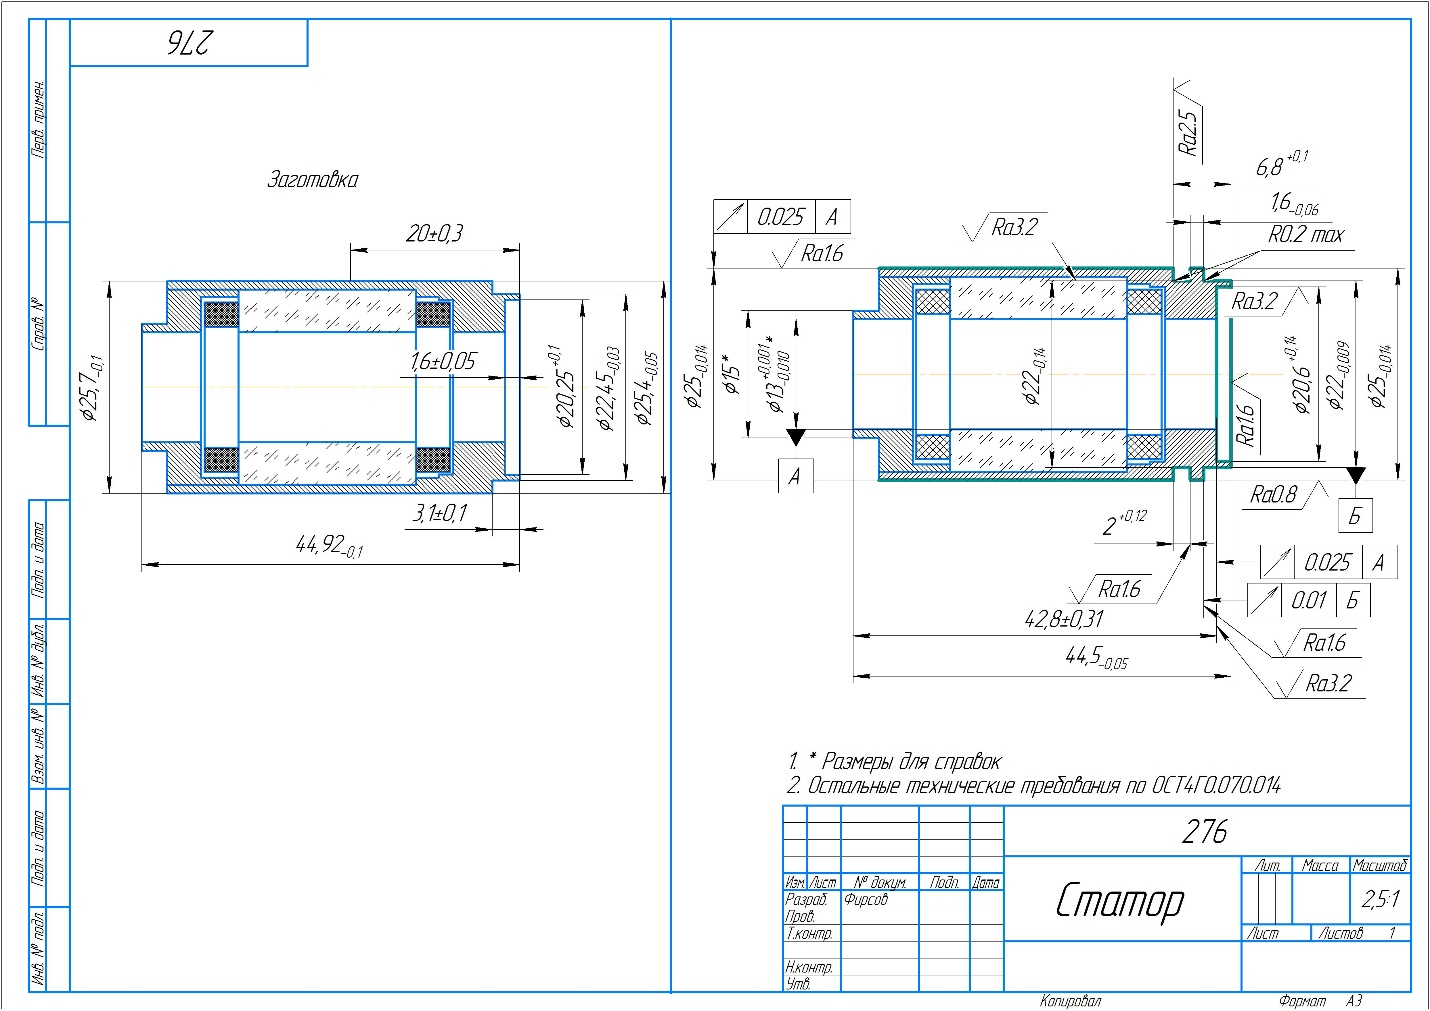 276
Перв. примен.
Справ. №
Подп. и дата
Инв. № дубл.
Взам. инв. №
Подп. и дата
Инв. № подл.
Заготовка
20±0,3
1,6±0,05
ϕ25,7-0,1
ϕ20,25+0,1
ϕ22,45-0,03
ϕ25,4-0,05
3,1±0,1
44,92-0,1
Ra2.5
6,8+0,1
1,6-0,06
R0.2 max
0.025 А
Ra1.6
Ra3.2
Ra3.2
ϕ25-0,014
ϕ15*
ϕ13+0,001-0,010*
ϕ22-0,14
Ra1.6
ϕ20,6+0,14
ϕ22-0,009
ϕ25-0,014
А
Ra0.8
Б
2+0,12
0.025 А
Ra1.6
0.01 Б
42,8±0,31
Ra1.6
44,5-0,05
Ra3.2
1. * Размеры для справок
2. Остальные технические требования по ОСТ4Г0.070.014
276
Изм. Лист № докум. Подп. Дата
Разраб. Фирсов
Пров.
Т.контр.
Н.контр.
Утв.
Статор
Лит. Масса Масштаб
2,5:1
Лист Листов 1
Копировал Формат А3